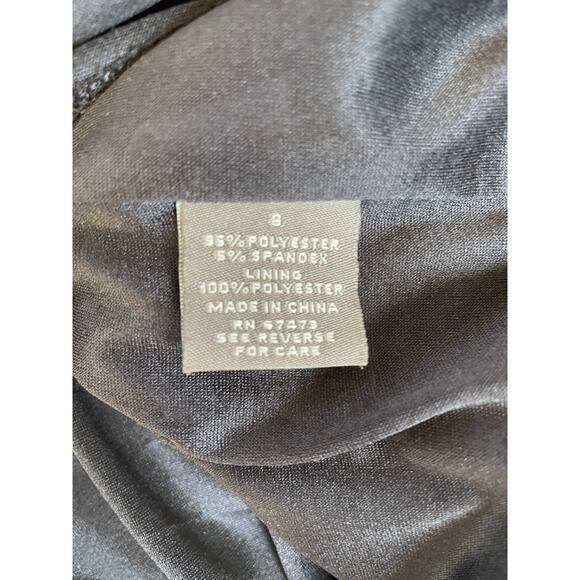 8
95% POLYESTER
5% SPANDEX
LINING
100% POLYESTER
MADE IN CHINA
RN 67473
SEE REVERSE
FOR CARE